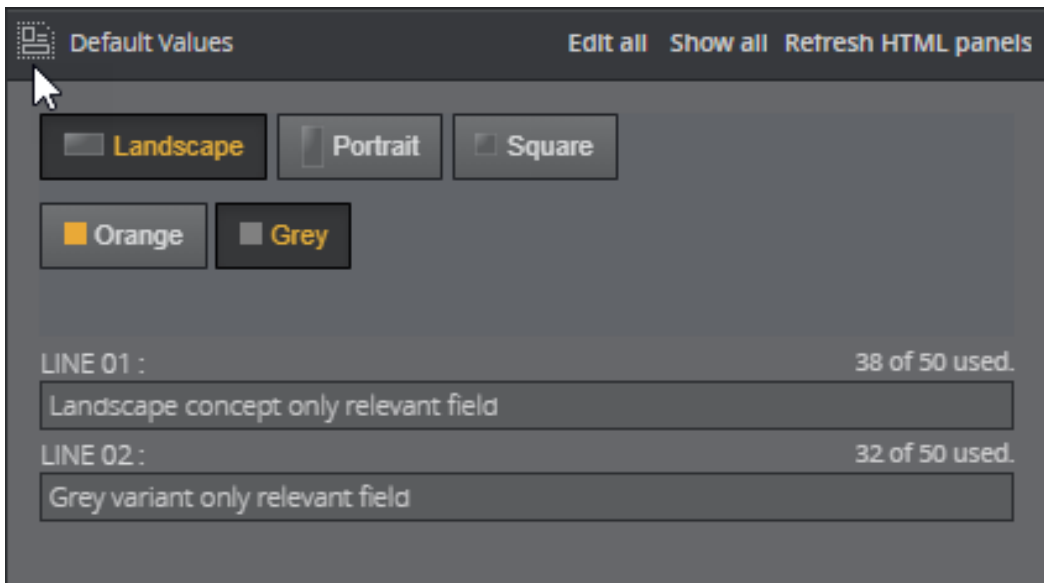 Default Values Edit all Show all Refresh HTML panels
Landscape Portrait Square
Orange Grey
LINE 01 : 38 of 50 used.
Landscape concept only relevant field
LINE 02 : 32 of 50 used.
Grey variant only relevant field